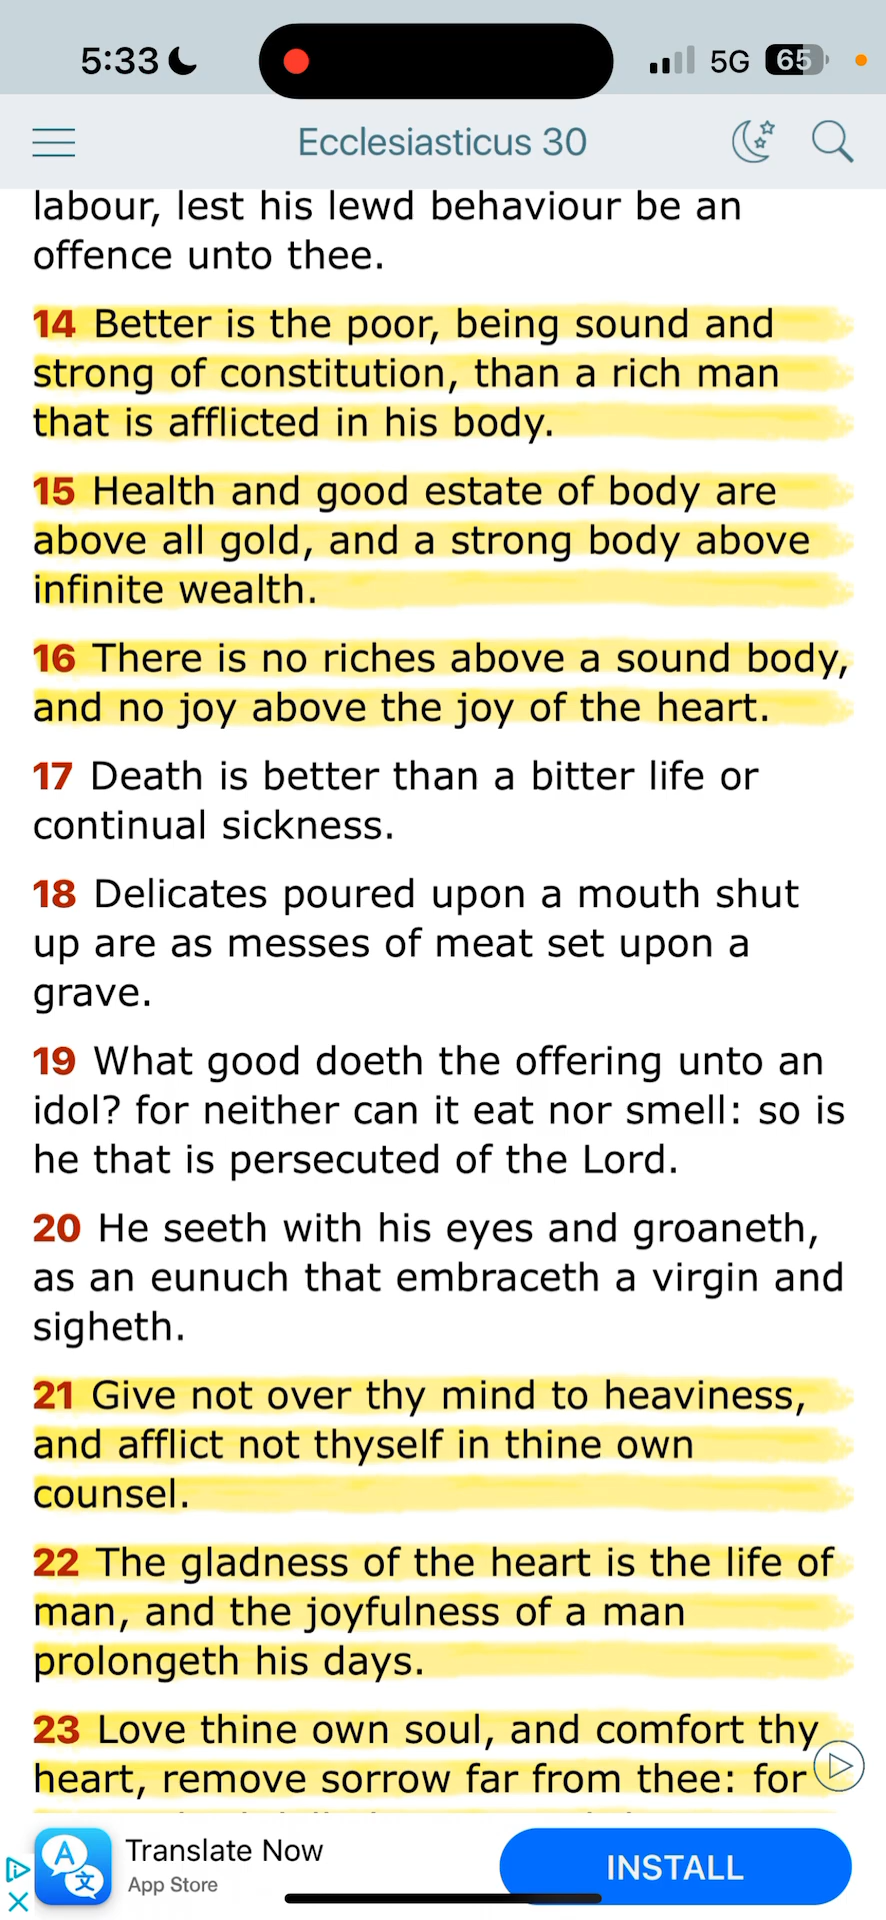 5:33
5G
65
Ecclesiasticus 30
labour, lest his lewd behaviour be an
offence unto thee.
14 Better is the poor, being sound and
strong of constitution, than a rich man
that is afflicted in his body.
15 Health and good estate of body are
above all gold, and a strong body above
infinite wealth.
16 There is no riches above a sound body,
and no joy above the joy of the heart.
17 Death is better than a bitter life or
continual sickness.
18 Delicates poured upon a mouth shut
up are as messes of meat set upon a
grave.
19 What good doeth the offering unto an
idol? for neither can it eat nor smell: so is
he that is persecuted of the Lord.
20 He seeth with his eyes and groaneth,
as an eunuch that embraceth a virgin and
sigheth.
21 Give not over thy mind to heaviness,
and afflict not thyself in thine own
counsel.
22 The gladness of the heart is the life of
man, and the joyfulness of a man
prolongeth his days.
23 Love thine own soul, and comfort thy
heart, remove sorrow far from thee: for
A
文
Translate Now
App Store
INSTALL